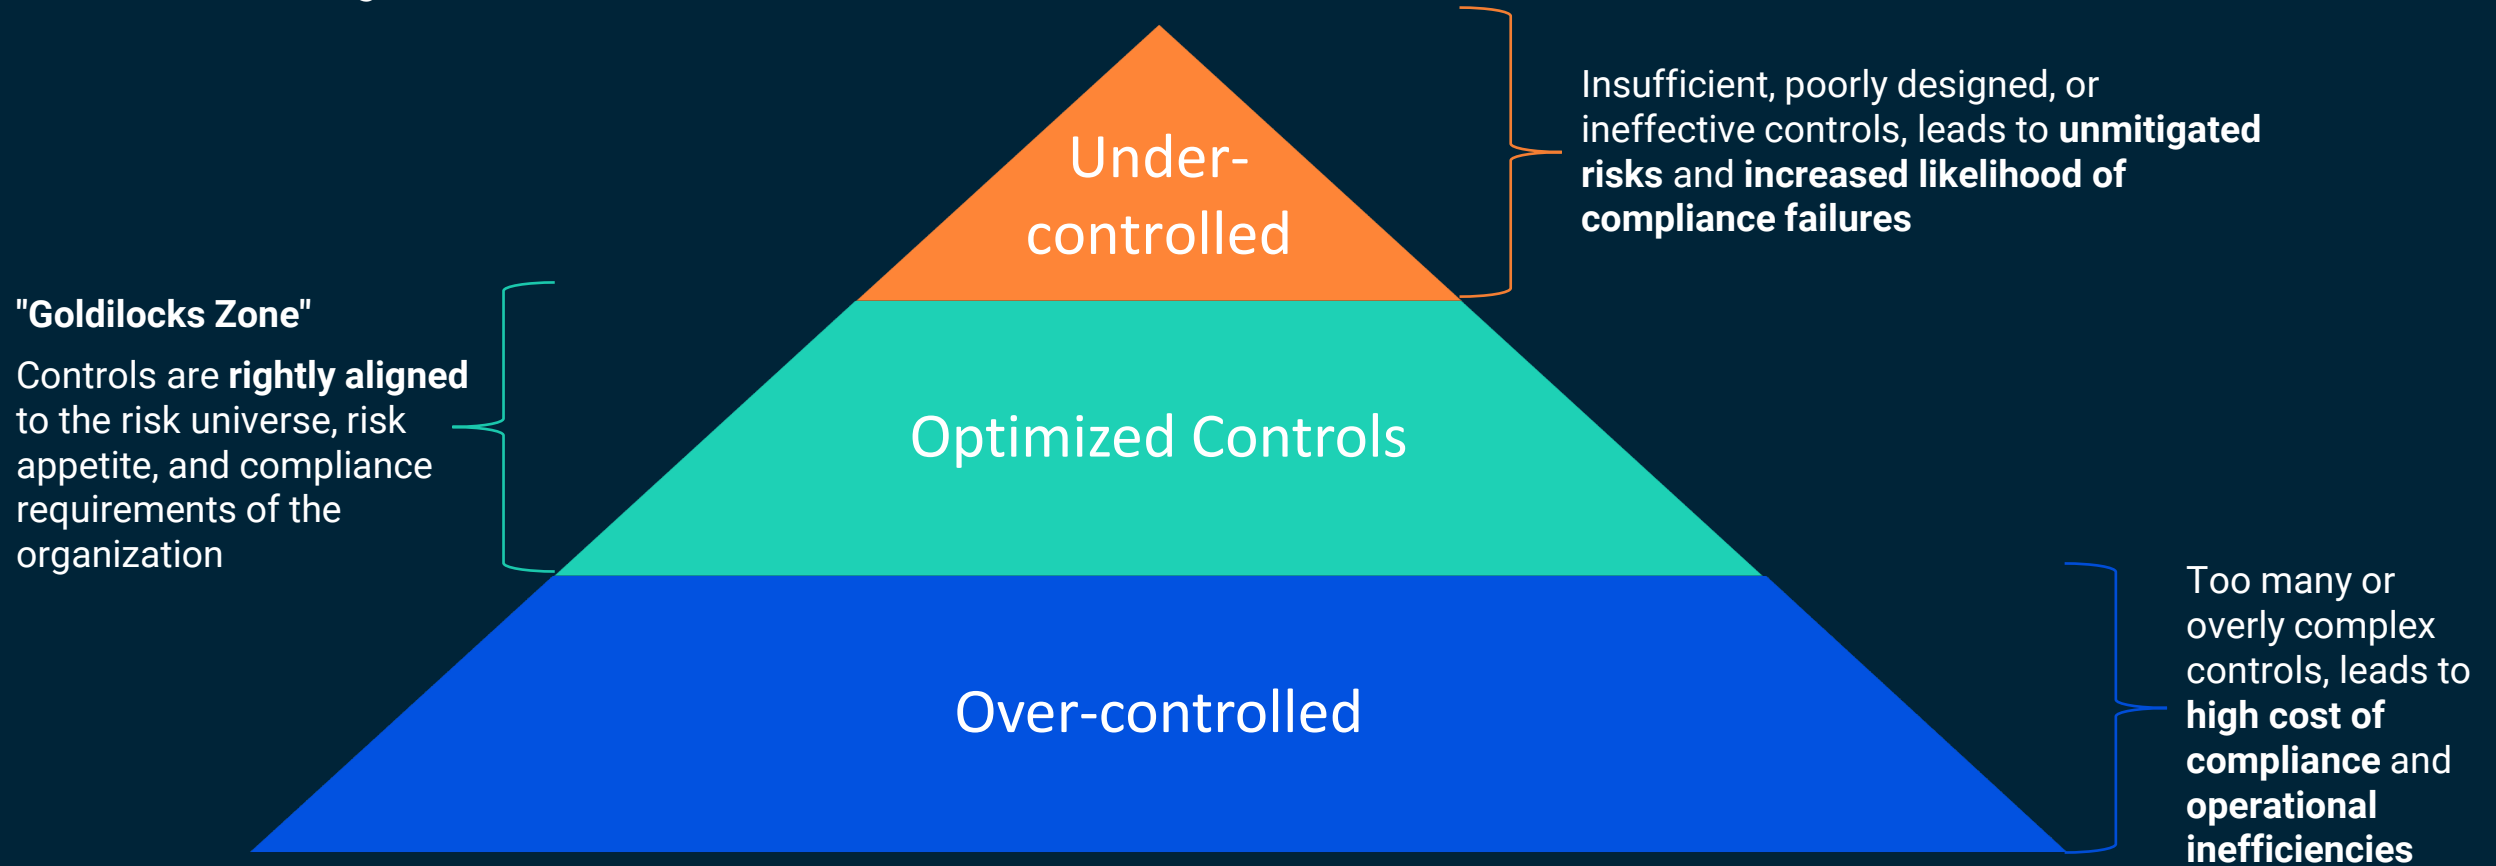 Under-
controlled
Insufficient, poorly designed, or
ineffective controls, leads to unmitigated
risks and increased likelihood of
compliance failures
"Goldilocks Zone"
Controls are rightly aligned
to the risk universe, risk
appetite, and compliance
requirements of the
organization
Optimized Controls
Over-controlled
Too many or
overly complex
controls, leads to
high cost of
compliance and
operational
inefficiencies